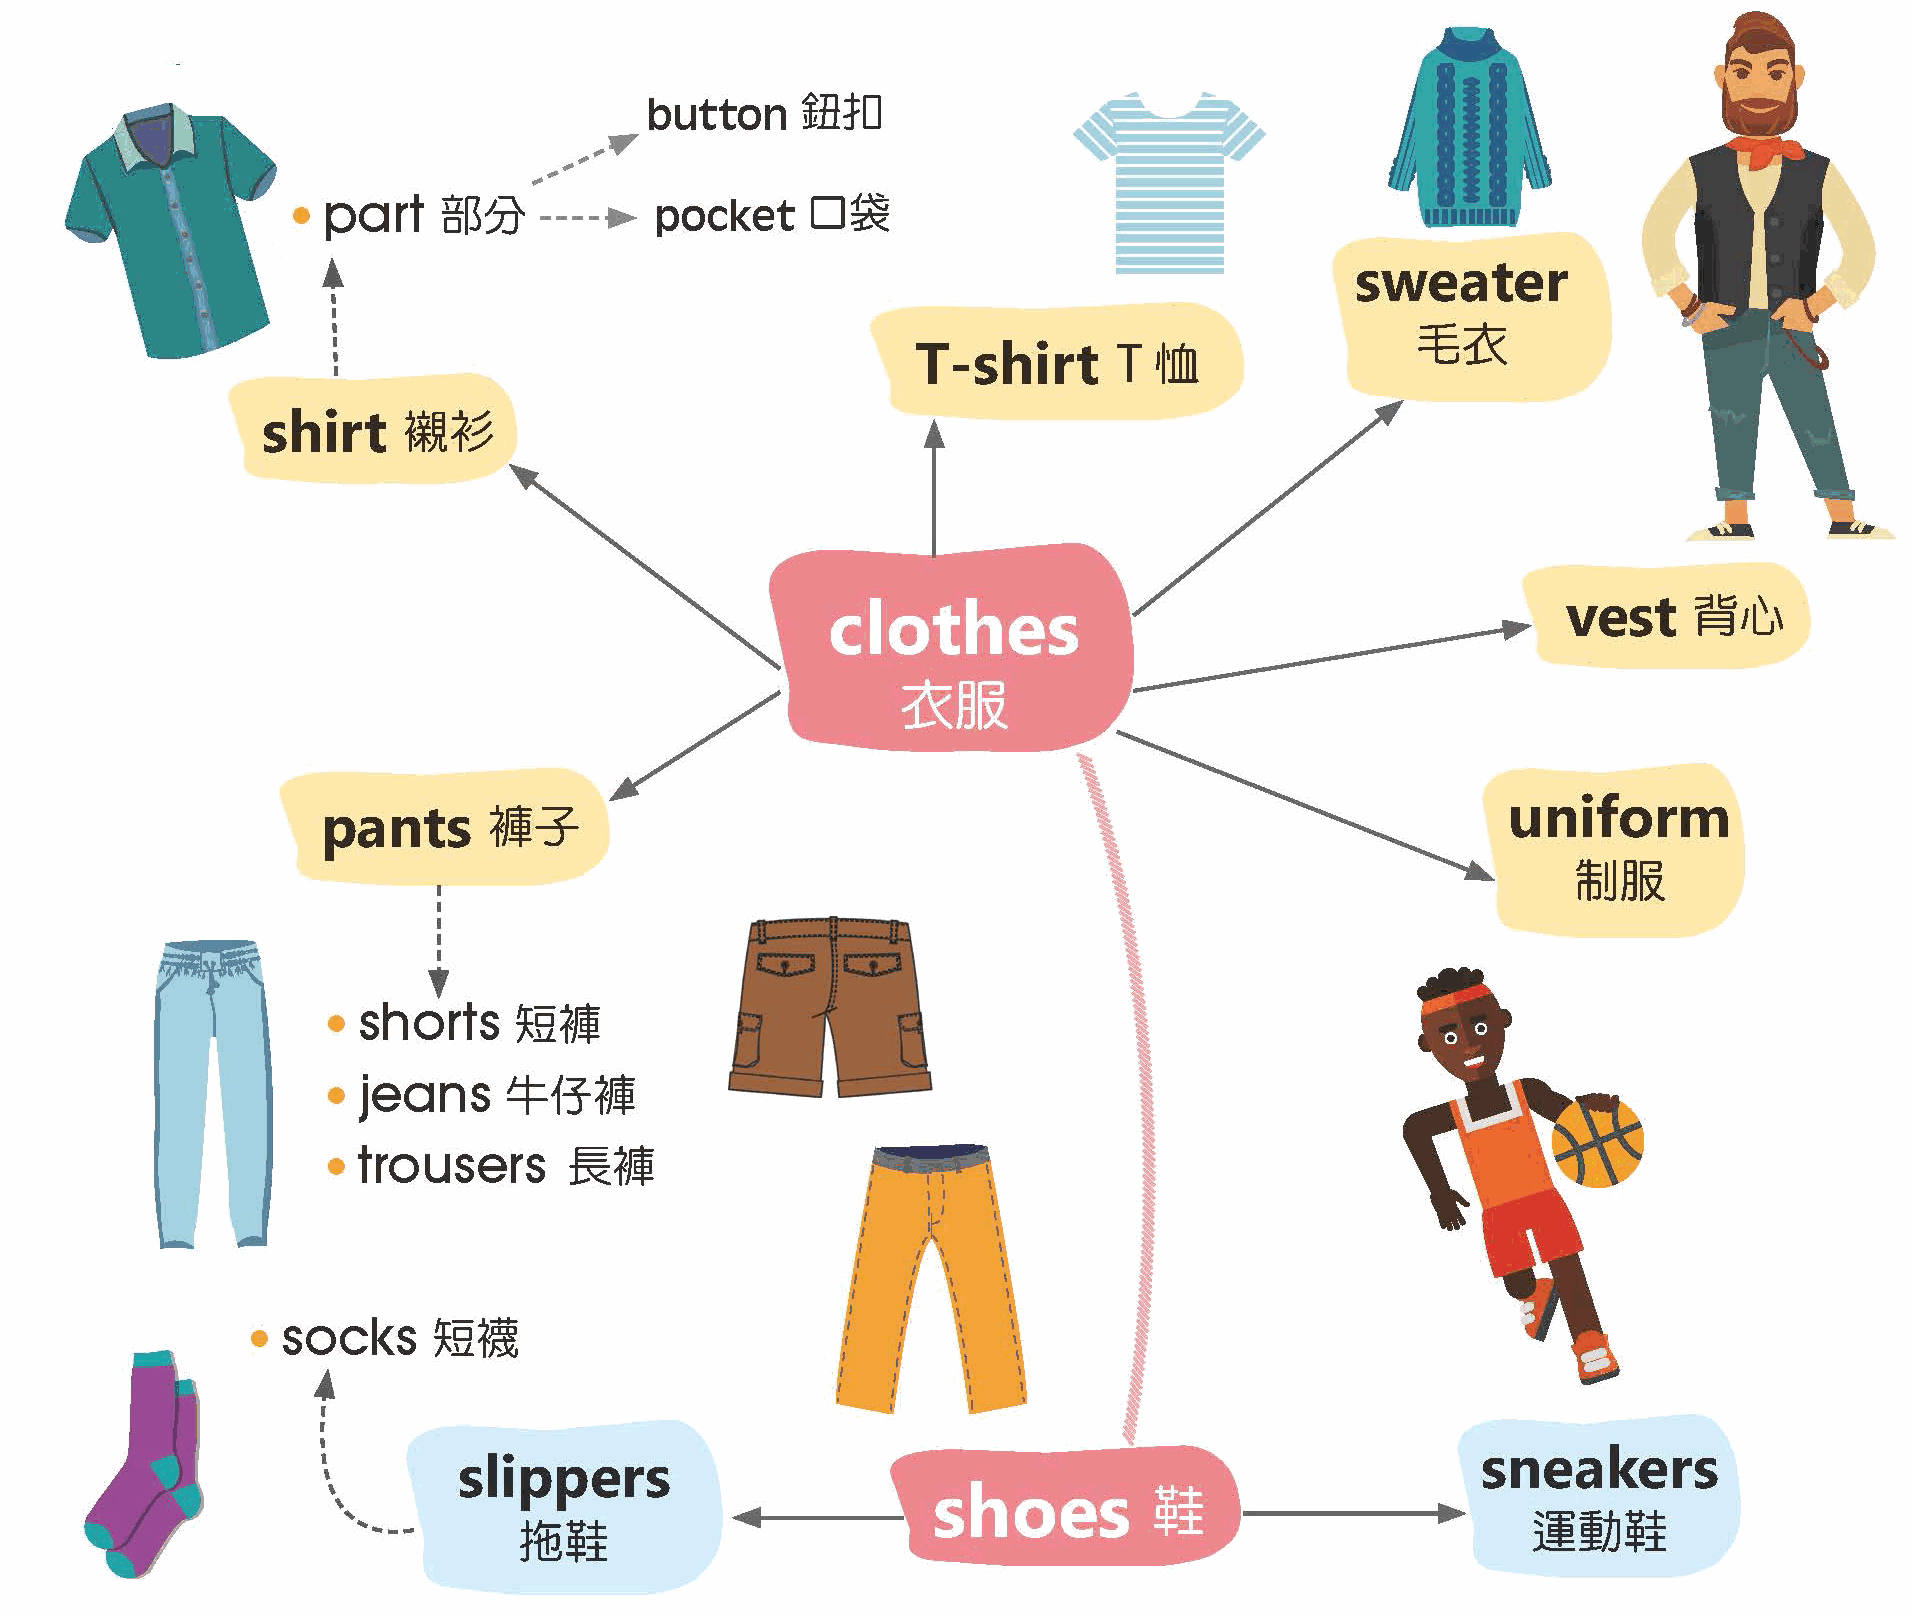 button 鈕扣
part 部分
pocket 口袋
sweater
毛衣
T-shirt T 恤
shirt 襯衫
clothes
衣服
vest 背心
uniform
制服
pants 褲子
shorts 短褲
jeans 牛仔褲
trousers 長褲
socks 短襪
slippers
拖鞋
shoes 鞋
sneakers
運動鞋